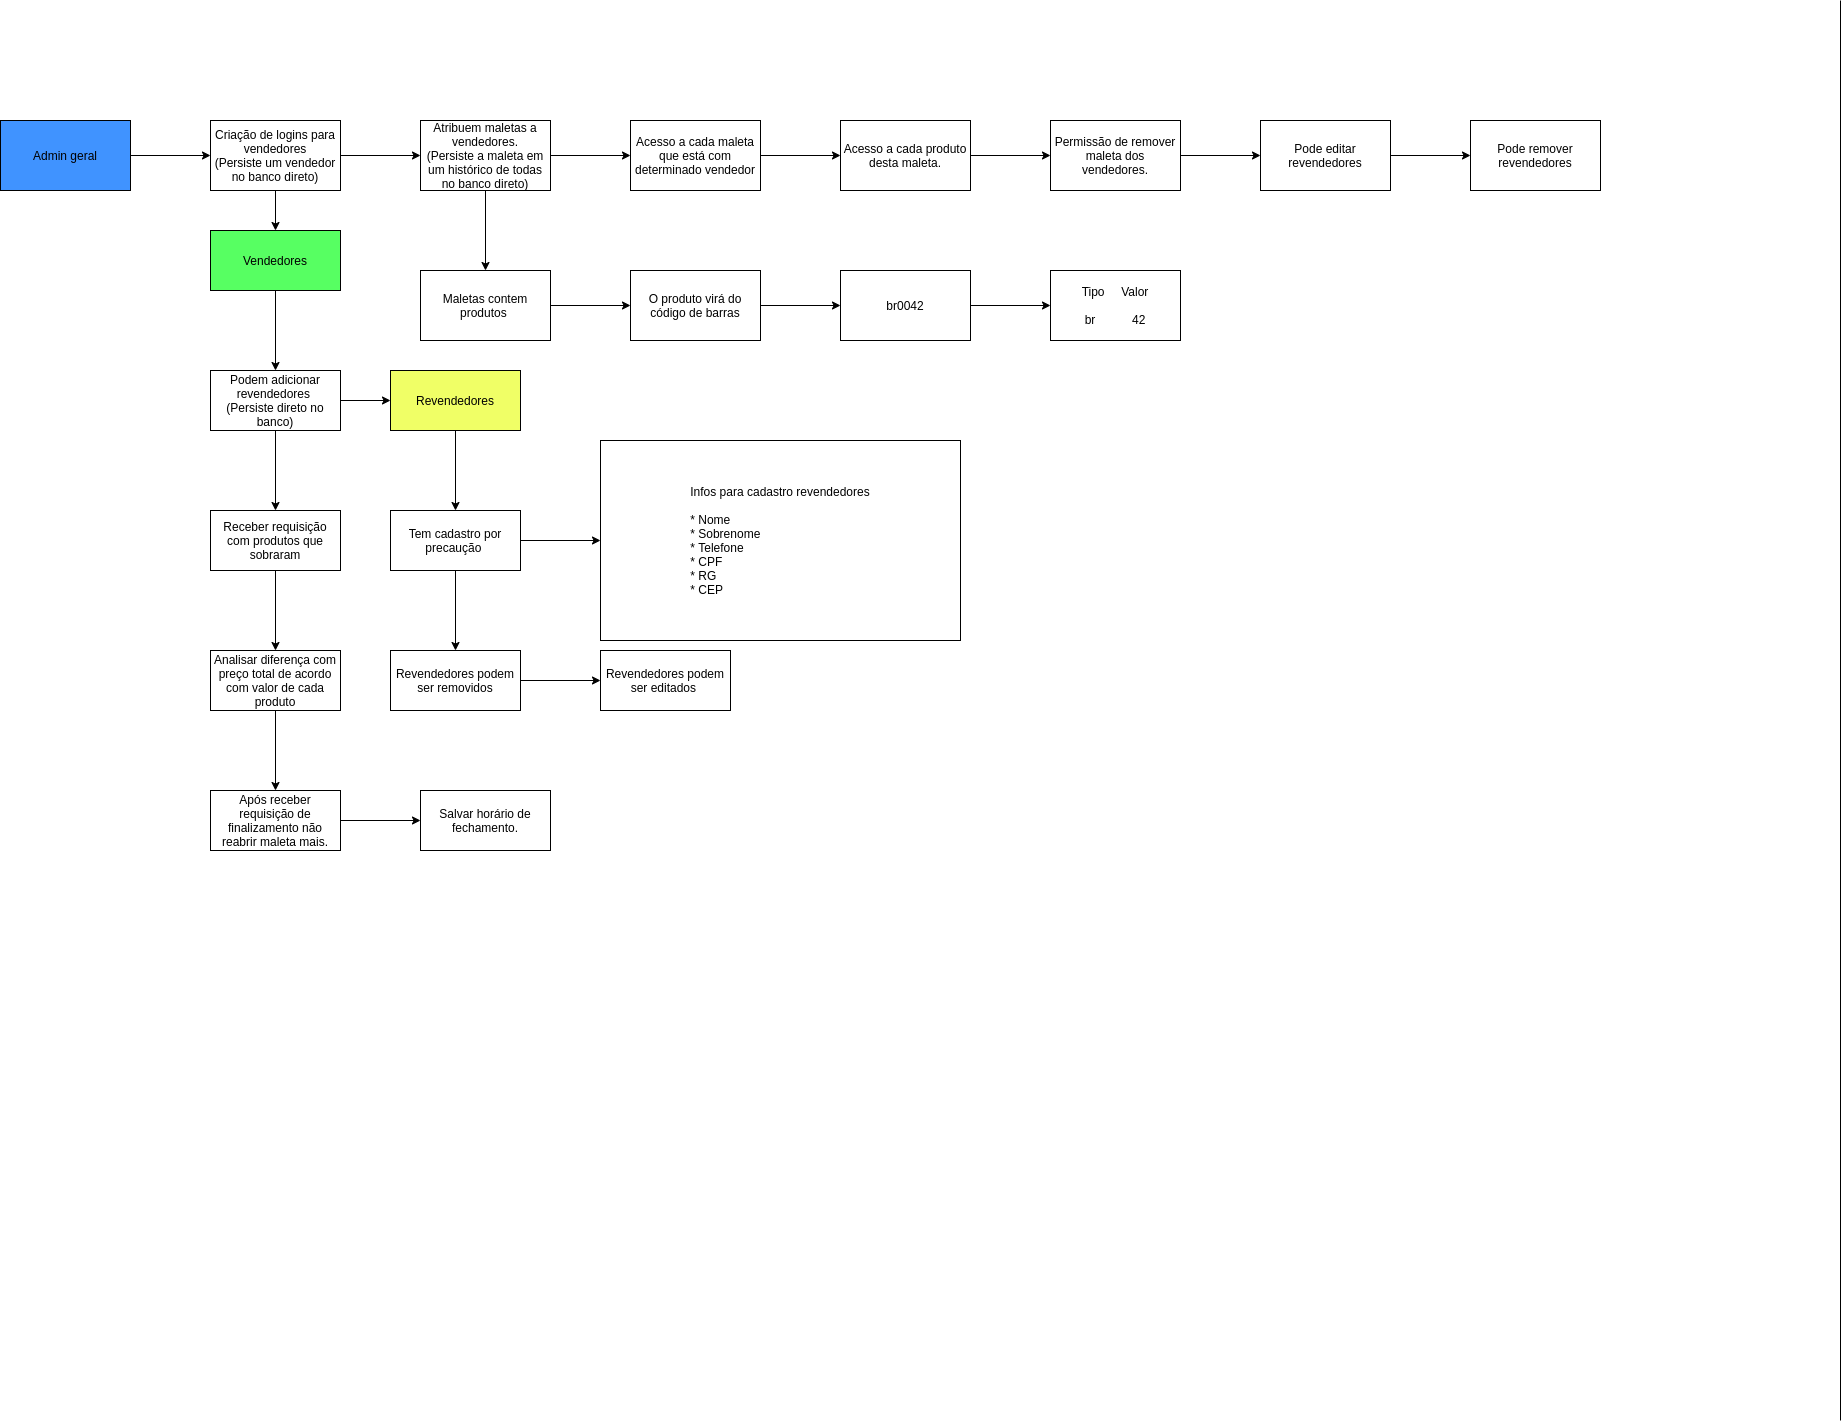 Admin geral
Criação de logins para
vendedores
(Persiste um vendedor
no banco direto)
Atribuem maletas a
vendedores.
(Persiste a maleta em
um histórico de todas
no banco direto)
Acesso a cada maleta
que está com
determinado vendedor
Acesso a cada produto
desta maleta.
Permissão de remover
maleta dos
vendedores.
Pode editar
revendedores
Pode remover
revendedores
Vendedores
Maletas contem
produtos
O produto virá do
código de barras
br0042
Tipo Valor
br 42
Podem adicionar
revendedores
(Persiste direto no
banco)
Revendedores
Receber requisição
com produtos que
sobraram
Tem cadastro por
precaução
Infos para cadastro revendedores
* Nome
* Sobrenome
* Telefone
* CPF
* RG
* CEP
Analisar diferença com
preço total de acordo
com valor de cada
produto
Revendedores podem
ser removidos
Revendedores podem
ser editados
Após receber
requisição de
finalizamento não
reabrir maleta mais.
Salvar horário de
fechamento.